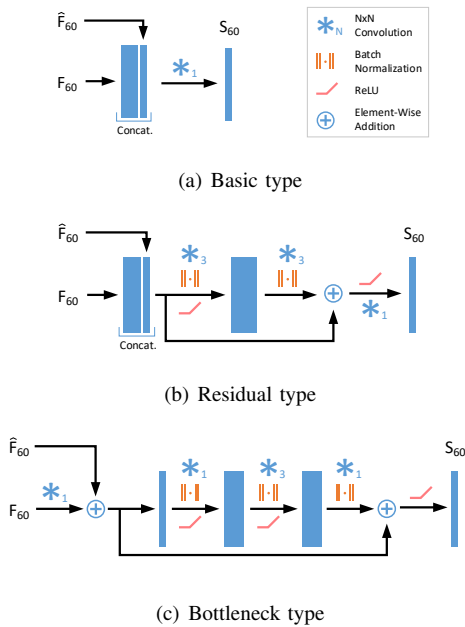 F̂60
F60
Concat.
1
S60
N
NxN
Convolution
Batch
Normalization
ReLU
Element-Wise
Addition
(a) Basic type
F̂60
F60
Concat.
3
3
1
S60
(b) Residual type
F̂60
F60
1
1
3
1
S60
(c) Bottleneck type